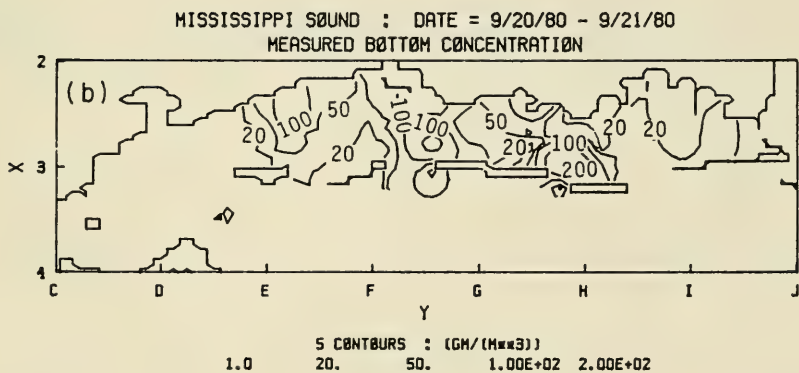 MISSISSIPPI SØUND : DATE = 9/20/80 - 9/21/80
MEASURED BØTTØM CØNCENTRATIØN
(b)
2
3
4
X
20
100
50
20
100
100
50
20
100
200
20
20
C
D
E
F
G
H
I
J
Y
5 CØNTØURS : (GM/(M**3))
1.0 20. 50. 1.00E+02 2.00E+02